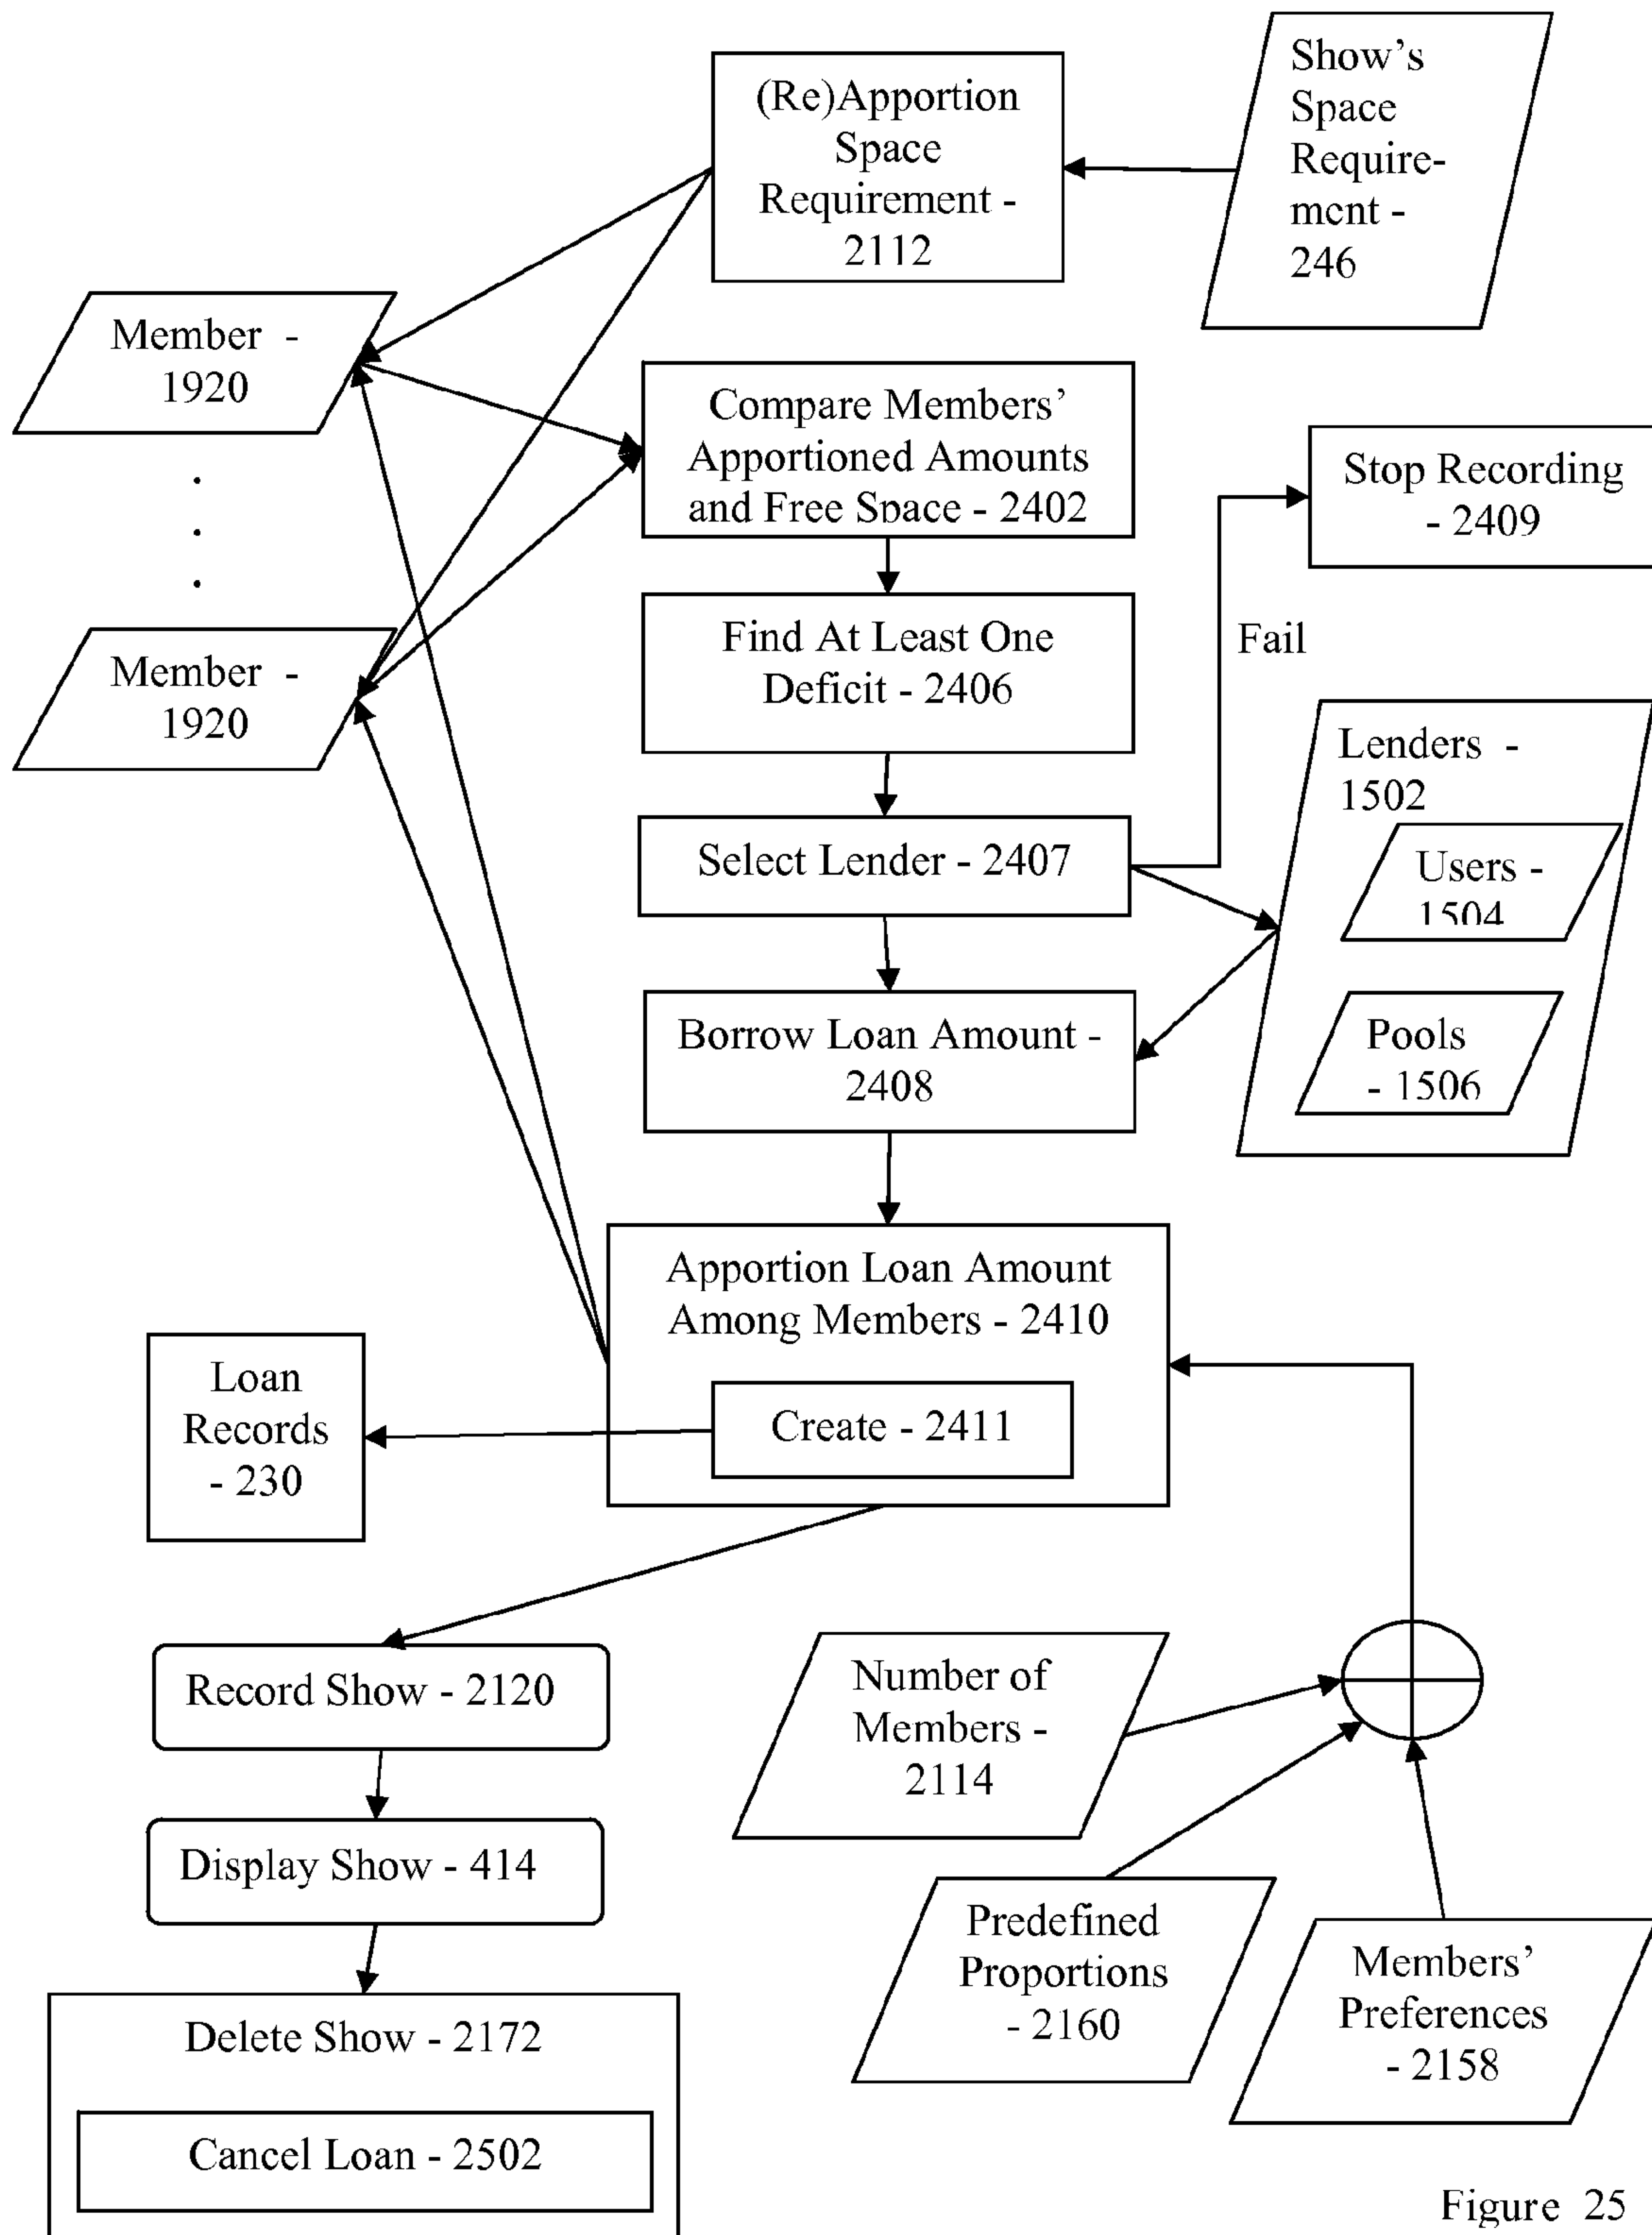 (Re)Apportion
Space
Requirement -
2112
Show's
Space
Require-
ment -
246
Member -
1920
Compare Members'
Apportioned Amounts
and Free Space - 2402
Stop Recording
- 2409
.
.
.
Find At Least One
Deficit - 2406
Fail
Member -
1920
Lenders -
1502
Select Lender - 2407
Users -
1504
Borrow Loan Amount -
2408
Pools
- 1506
Apportion Loan Amount
Among Members - 2410
Loan
Records
- 230
Create - 2411
Record Show - 2120
Number of
Members -
2114
Display Show - 414
Predefined
Proportions
- 2160
Members'
Preferences
- 2158
Delete Show - 2172
Cancel Loan - 2502
Figure 25